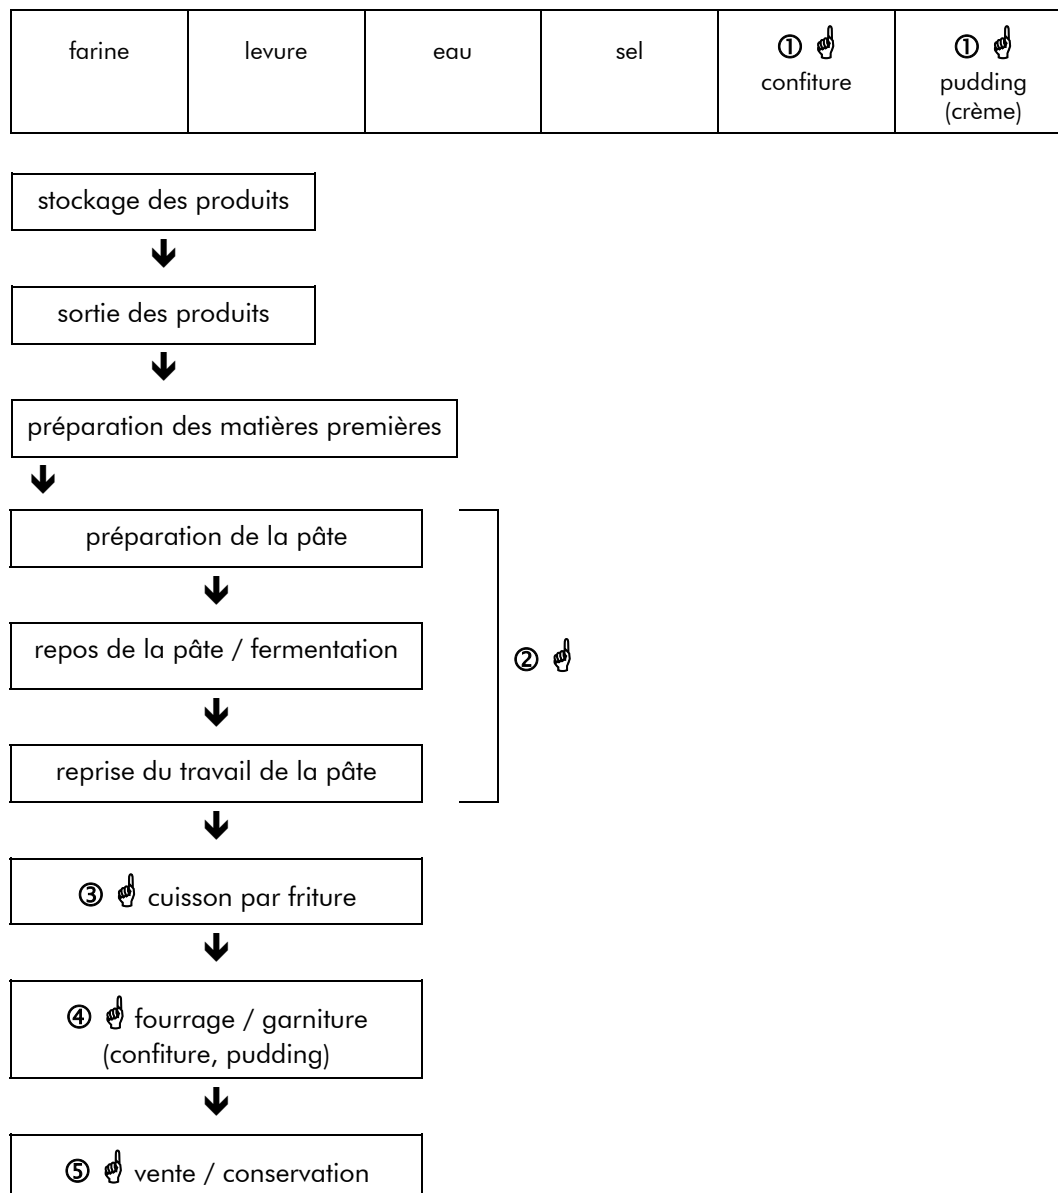 farine levure eau sel ① ☝ confiture ① ☝ pudding
(crème)
stockage des produits
sortie des produits
préparation des matières premières
préparation de la pâte
repos de la pâte / fermentation
② ☝
reprise du travail de la pâte
③ ☝ cuisson par friture
④ ☝ fourrage / garniture
(confiture, pudding)
⑤ ☝ vente / conservation